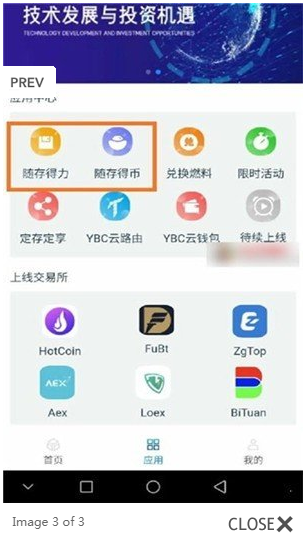 技术发展与投资机遇
TECHNOLOGY DEVELOPMENT AND INVESTMENT OPPORTUNITIES
PREV
应用中心
随存得力 随存得币 兑换燃料 限时活动
定存定享 YBC云路由 YBC云钱包 待续上线
上线交易所
HotCoin FuBt ZgTop
AEX
Aex Loex BiTuan
首页 应用 我的
Image 3 of 3
CLOSE